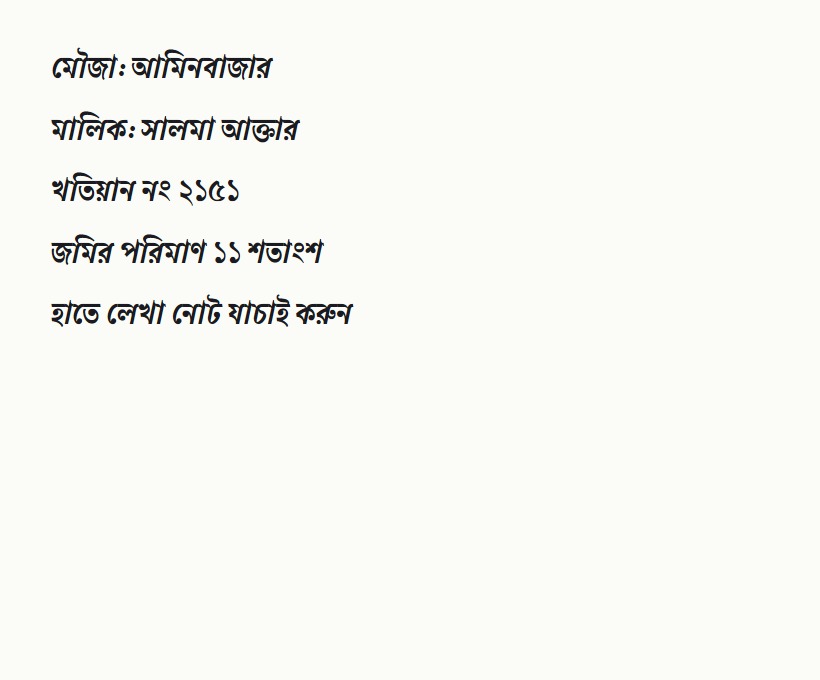 মৌজা: আমিনবাজার
মালিক: সালমা আক্তার
খতিয়ান নং ২১৫১
জমির পরিমাণ ১১ শতাংশ
হাতে লেখা নোট যাচাই করুন